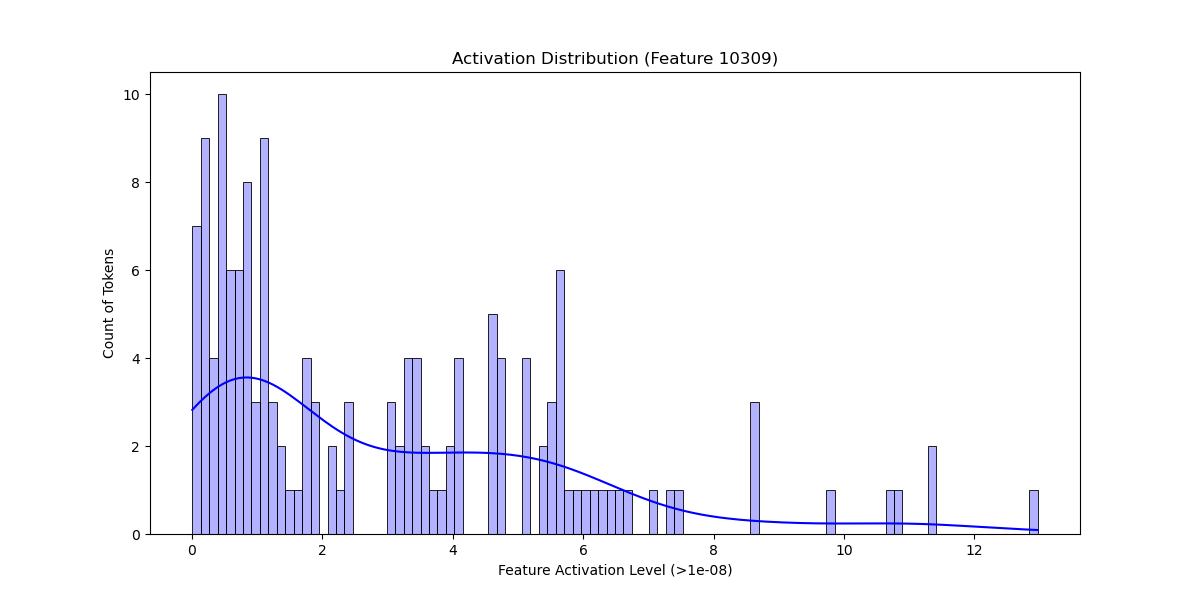 Activation Distribution (Feature 10309)
10
8
6
4
2
0
Count of Tokens
0 2 4 6 8 10 12
Feature Activation Level (>1e-08)